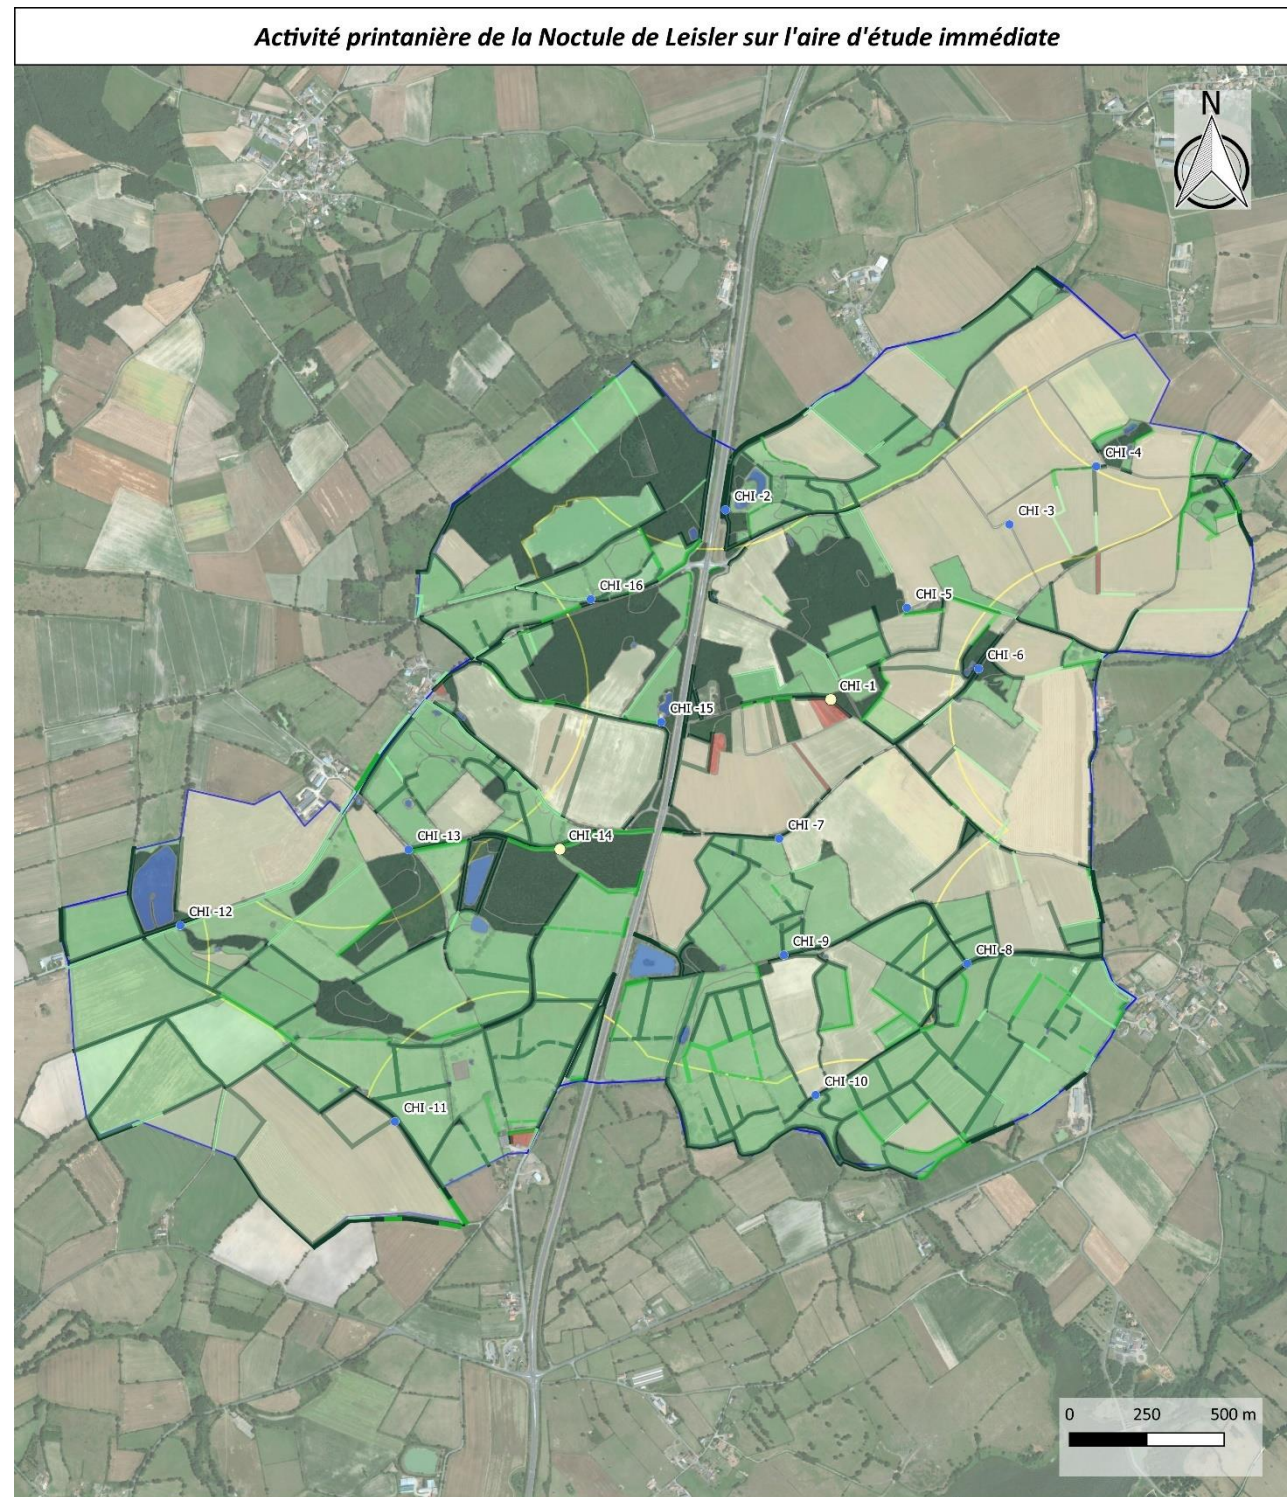 Activité printanière de la Noctule de Leisler sur l'aire d'étude immédiate
N
CHI -4
CHI -2
CHI -3
CHI -16
CHI -5
CHI -6
CHI -1
CHI -15
CHI -7
CHI -13
CHI -14
CHI -12
CHI -9
CHI -8
CHI -10
CHI -11
0 250 500 m